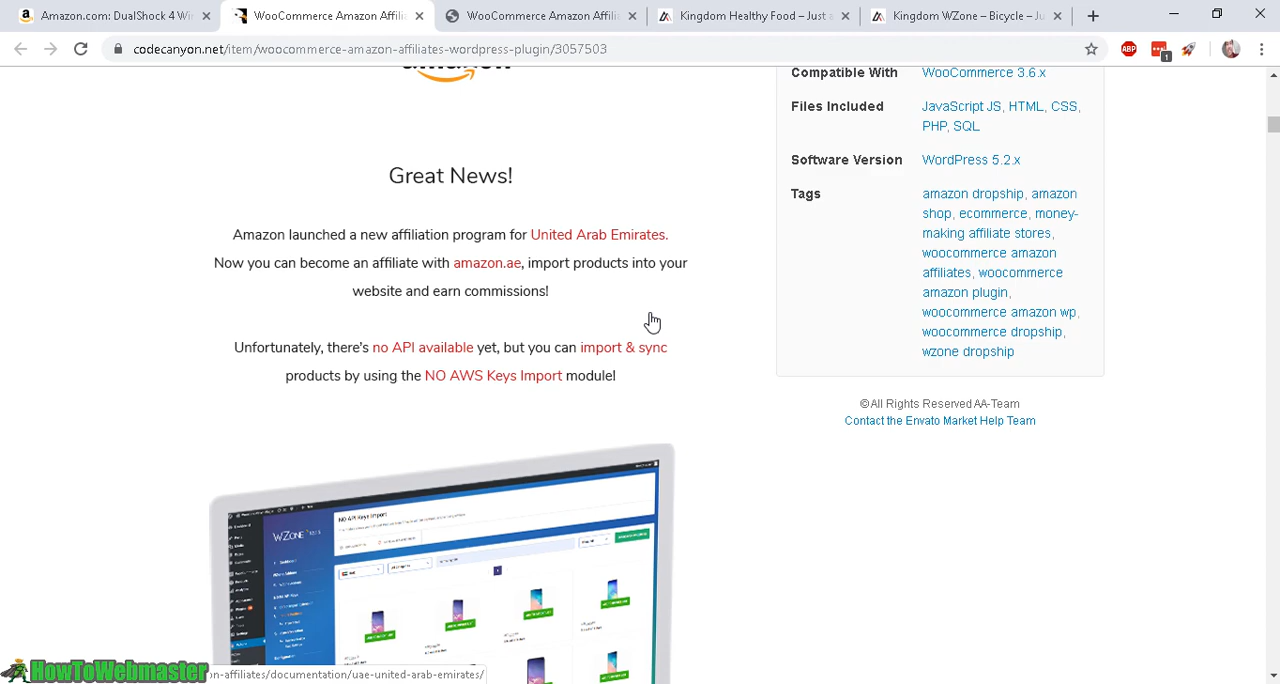 Amazon.com: DualShock 4 Wi
WooCommerce Amazon Affilia
WooCommerce Amazon Affili
Kingdom Healthy Food – Just a
Kingdom WZone – Bicycle – Ju
codecanyon.net/item/woocommerce-amazon-affiliates-wordpress-plugin/3057503
ABP
1
Great News!
Amazon launched a new affiliation program for United Arab Emirates.
Now you can become an affiliate with amazon.ae, import products into your
website and earn commissions!
Unfortunately, there's no API available yet, but you can import & sync
products by using the NO AWS Keys Import module!
NO API Keys Import
WZONE
Compatible With WooCommerce 3.6.x
Files Included JavaScript JS, HTML, CSS,
PHP, SQL
Software Version WordPress 5.2.x
Tags amazon dropship, amazon
shop, ecommerce, money-
making affiliate stores,
woocommerce amazon
affiliates, woocommerce
amazon plugin,
woocommerce amazon wp,
woocommerce dropship,
wzone dropship
© All Rights Reserved AA-Team
Contact the Envato Market Help Team
HowToWebmaster
on-affiliates/documentation/uae-united-arab-emirates/